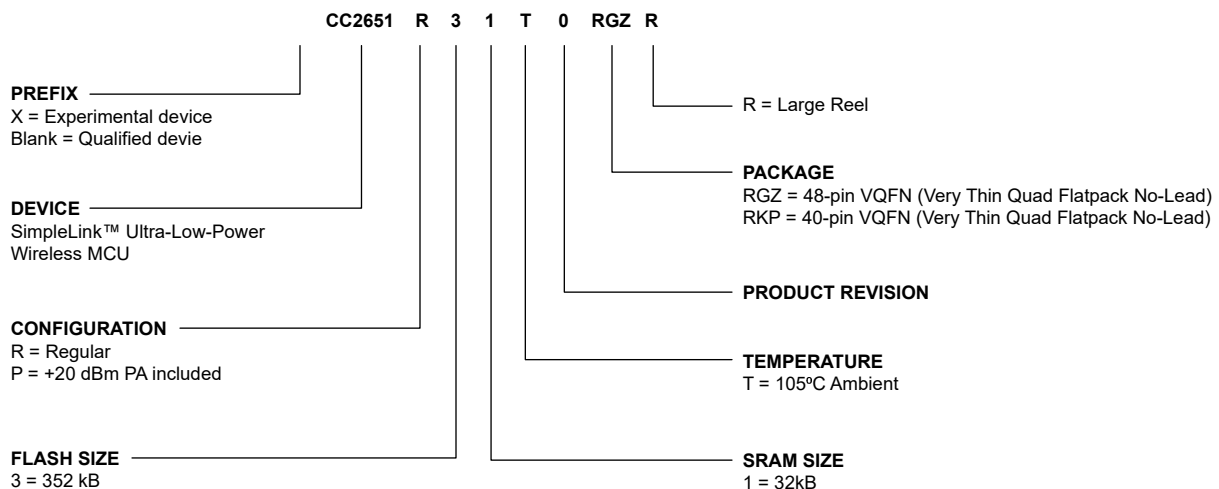 CC2651 R 3 1 T 0 RGZ R
PREFIX
X = Experimental device
Blank = Qualified devie
DEVICE
SimpleLink™ Ultra-Low-Power
Wireless MCU
CONFIGURATION
R = Regular
P = +20 dBm PA included
FLASH SIZE
3 = 352 kB
R = Large Reel
PACKAGE
RGZ = 48-pin VQFN (Very Thin Quad Flatpack No-Lead)
RKP = 40-pin VQFN (Very Thin Quad Flatpack No-Lead)
PRODUCT REVISION
TEMPERATURE
T = 105ºC Ambient
SRAM SIZE
1 = 32kB